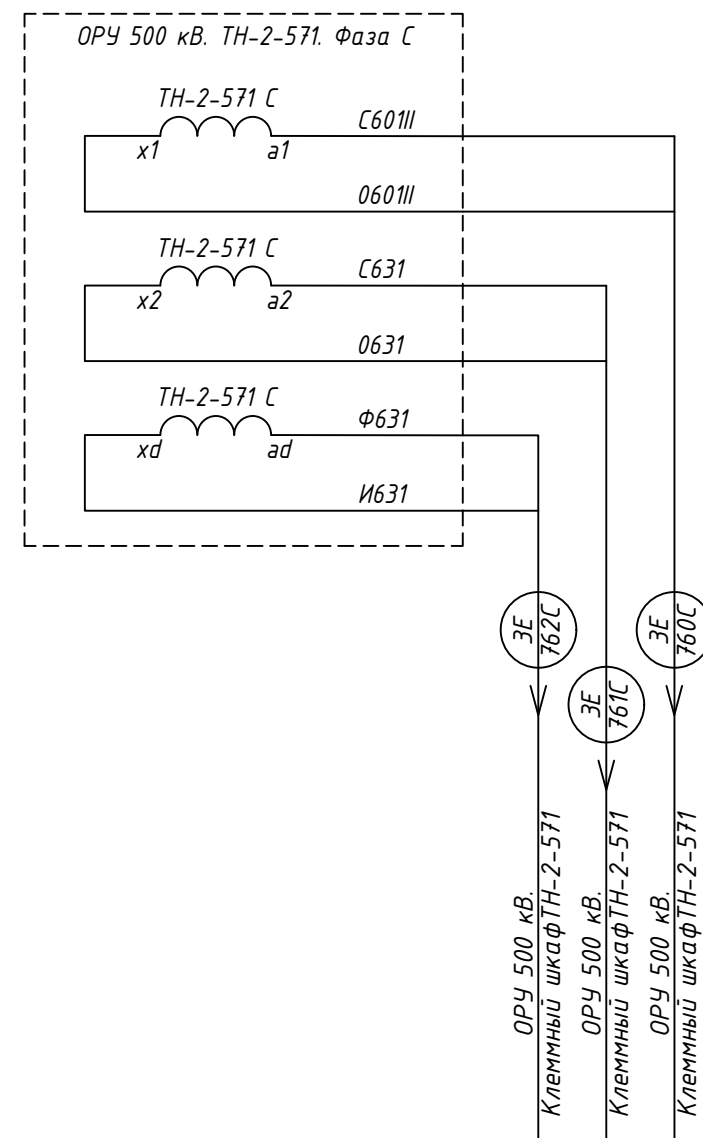 ОРУ 500 кВ. ТН-2-571. Фаза С
ТН-2-571 С
С601II
x1
a1
0601II
ТН-2-571 С
С631
x2
a2
0631
ТН-2-571 С
Ф631
xd
ad
И631
3Е
762С
3Е
761С
3Е
760С
ОРУ 500 кВ.
Клеммный шкафТН-2-571
ОРУ 500 кВ.
Клеммный шкафТН-2-571
ОРУ 500 кВ.
Клеммный шкафТН-2-571